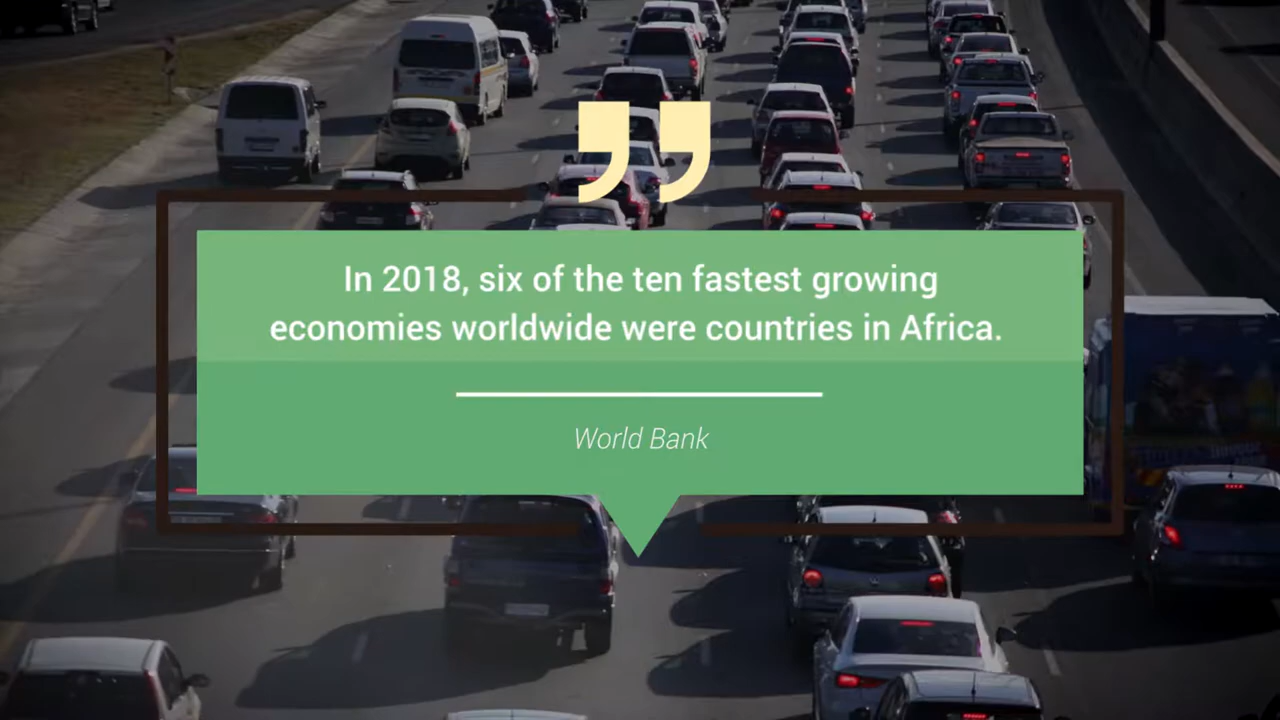 In 2018, six of the ten fastest growing
economies worldwide were countries in Africa.
World Bank